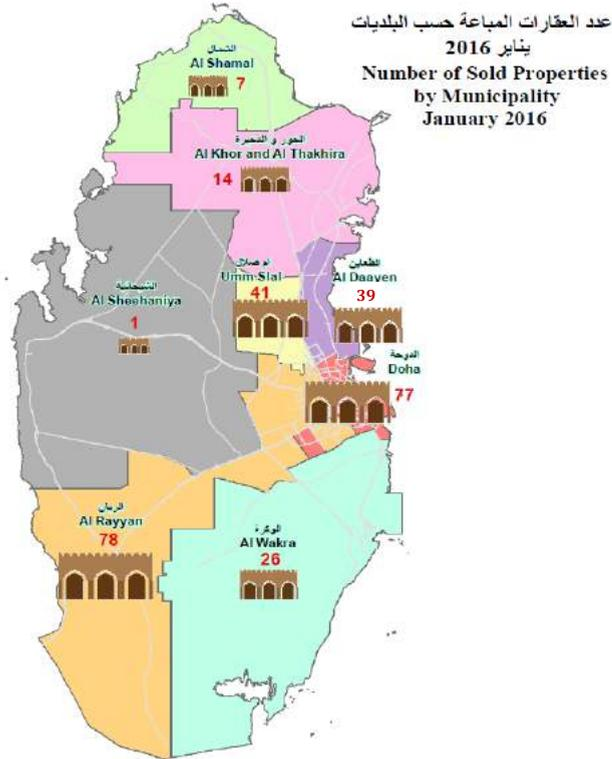 عدد العقارات المباعة حسب البلديات
يناير 2016
Number of Sold Properties
by Municipality
January 2016
الشمال
Al Shamal
7
الخور و الذخيرة
Al Khor and Al Thakhira
14
ام صلال
Umm Slal
41
الظعاين
Al Daayen
39
الشيحانية
Al Sheehaniya
1
الدوحة
Doha
77
الريان
Al Rayyan
78
الوكرة
Al Wakra
26